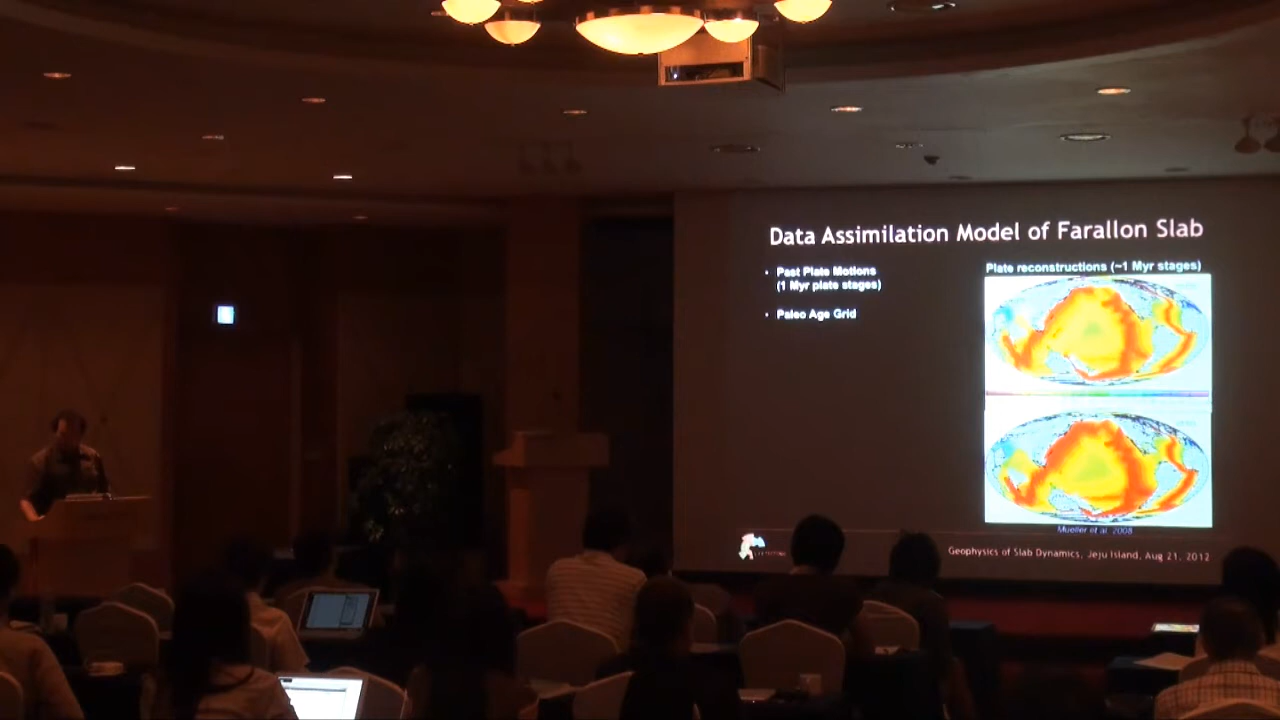 Data Assimilation Model of Farallon Slab
• Past Plate Motions
(1 Myr plate stages)
• Paleo Age Grid
Plate reconstructions (~1 Myr stages)
Mueller et al. 2008
Geophysics of Slab Dynamics, Jeju Island, Aug 21, 2012